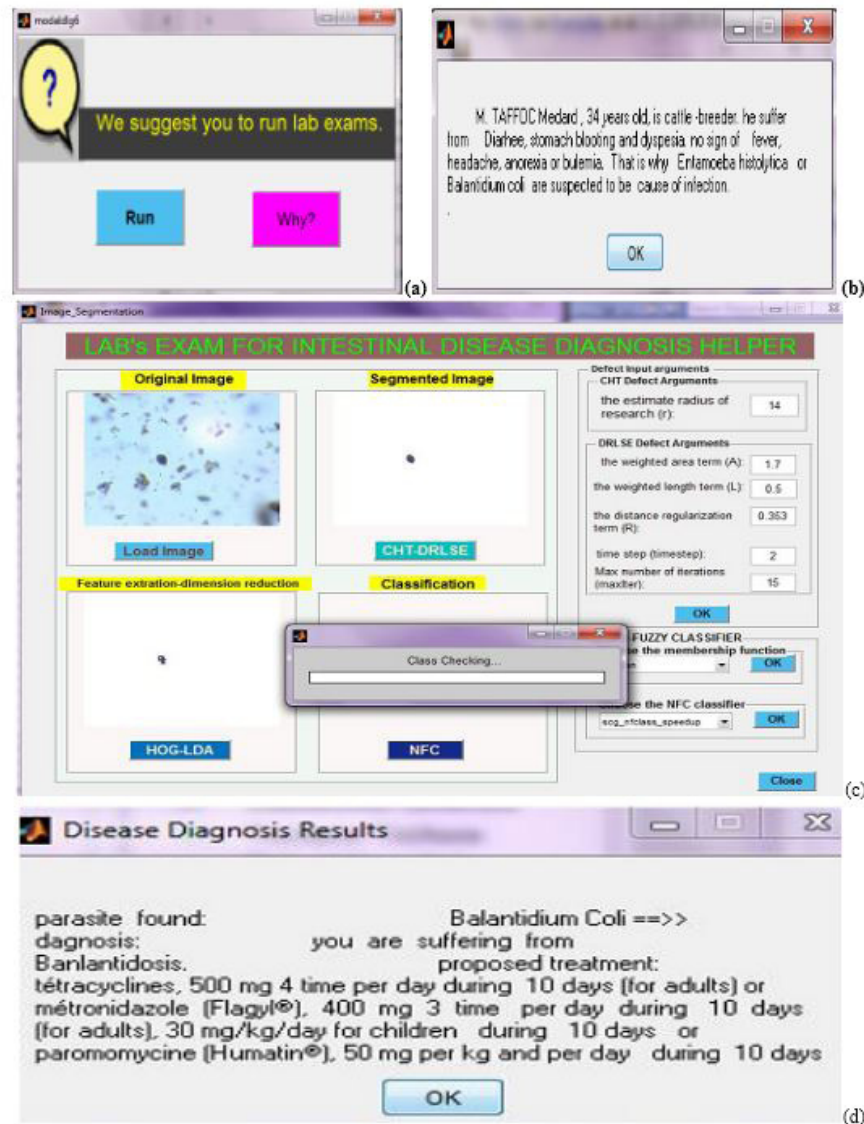 modaldlg6
?
We suggest you to run lab exams.
Run
Why?
(a)
M. TAFFOC Medard , 34 years old, is cattle -breeder. he suffer
from Diarhee, stomach blooting and dyspesia. no sign of fever,
headache, anorexia or bulemia. That is why Entamoeba histolytica or
Balantidium coli are suspected to be cause of infection.
.
OK
(b)
Image_Segmentation
LAB's EXAM FOR INTESTINAL DISEASE DIAGNOSIS HELPER
Original Image
Segmented Image
Load Image
CHT-DRLSE
Feature extration-dimension reduction
Classification
HOG-LDA
NFC
Class Checking...
Defect Input arguments
CHT Defect Arguments
the estimate radius of
research (r):
14
DRLSE Defect Arguments
the weighted area term (A):
1.7
the weighted length term (L):
0.5
the distance regularization
term (R):
0.353
time step (timestep):
2
Max number of iterations
(maxIter):
15
OK
FUZZY CLASSIFIER
the membership function
OK
the NFC classifier
scg_nfclass_speedup
OK
Close
(c)
Disease Diagnosis Results
parasite found: Balantidium Coli ==>>
dagnosis: you are suffering from
Banlantidosis. proposed treatment:
tétracyclines, 500 mg 4 time per day during 10 days (for adults) or
métronidazole (Flagyl®), 400 mg 3 time per day during 10 days
(for adults), 30 mg/kg/day for children during 10 days or
paromomycine (Humatin®), 50 mg per kg and per day during 10 days
OK
(d)